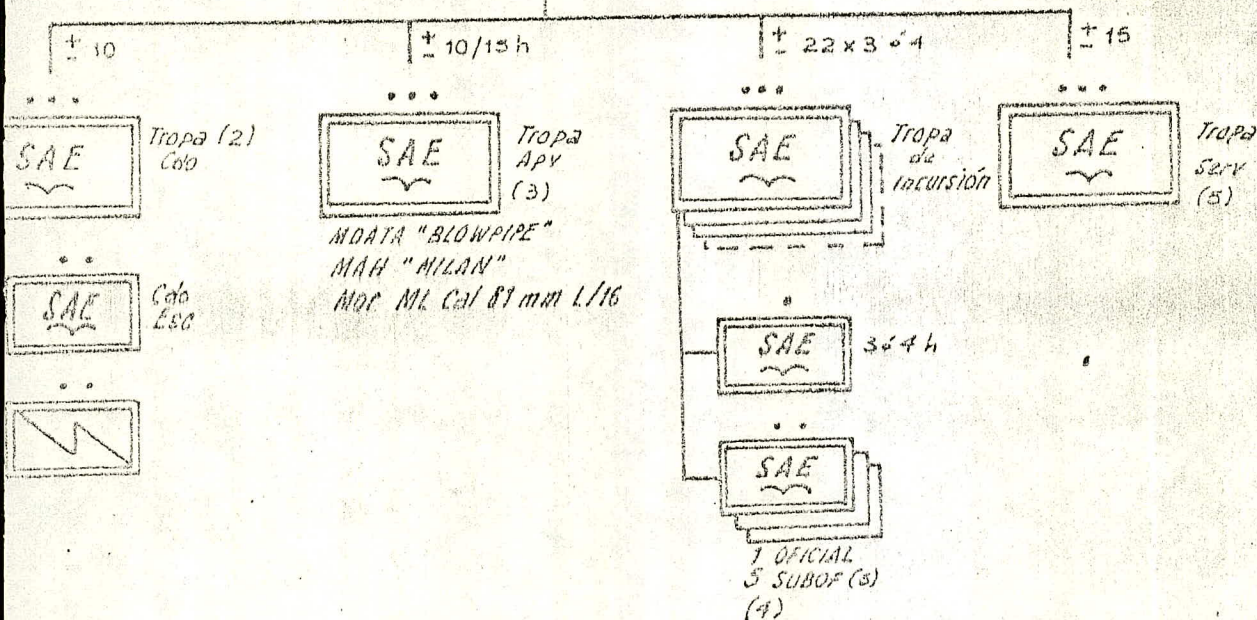 ± 10
± 10/15 h
± 22 x 3 ó 4
± 15
SAE
Tropa (2)
Cdo
SAE
Tropa
Apy
(3)
MDATA "BLOWPIPE"
MAH "MILAN"
Mor ML Cal 81 mm L/16
SAE
Tropa
de
Incursión
SAE
Tropa
Serv
(5)
SAE
Cdo
Esc
SAE
3 ó 4 h
SAE
1 OFICIAL
5 SUBOF (3)
(4)